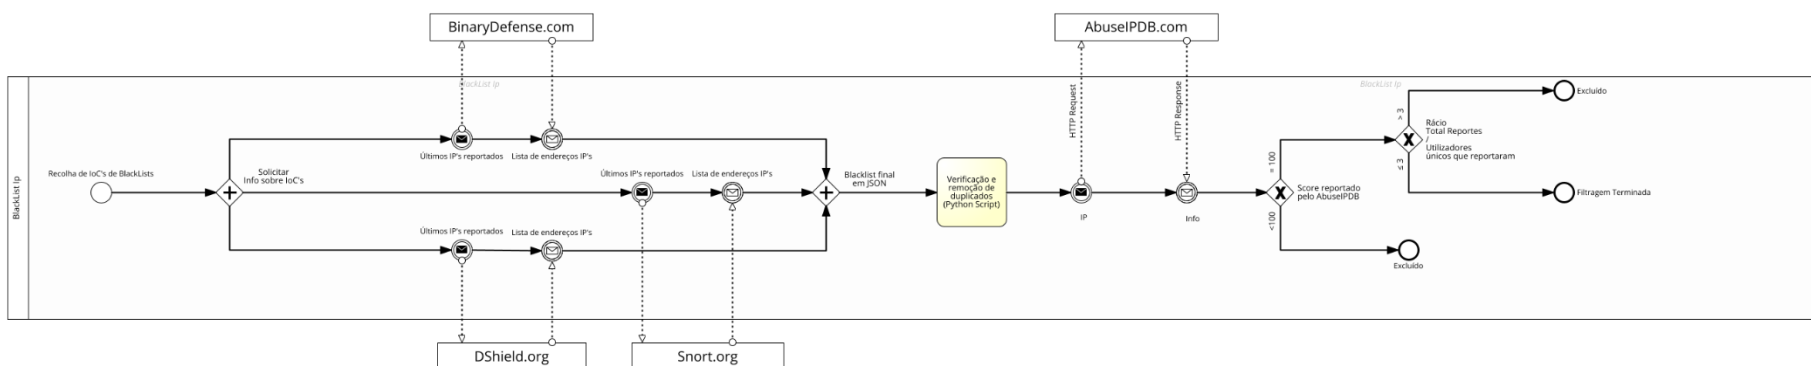 BinaryDefense.com
AbuseIPDB.com
BlackList Ip
BlackList Ip
BlackList Ip
Recolha de IoC's de BlackLists
Solicitar
Info sobre IoC's
Últimos IP's reportados
Lista de endereços IP's
Últimos IP's reportados
Lista de endereços IP's
Últimos IP's reportados
Lista de endereços IP's
Blacklist final
em JSON
Verificação e
remoção de
duplicados
(Python Script)
HTTP Request
HTTP Response
IP
Info
= 100
<100
Score reportado
pelo AbuseIPDB
Excluído
> 3
≤ 3
Rácio
Total Reportes
/
Utilizadores
únicos que reportaram
Excluído
Filtragem Terminada
DShield.org
Snort.org